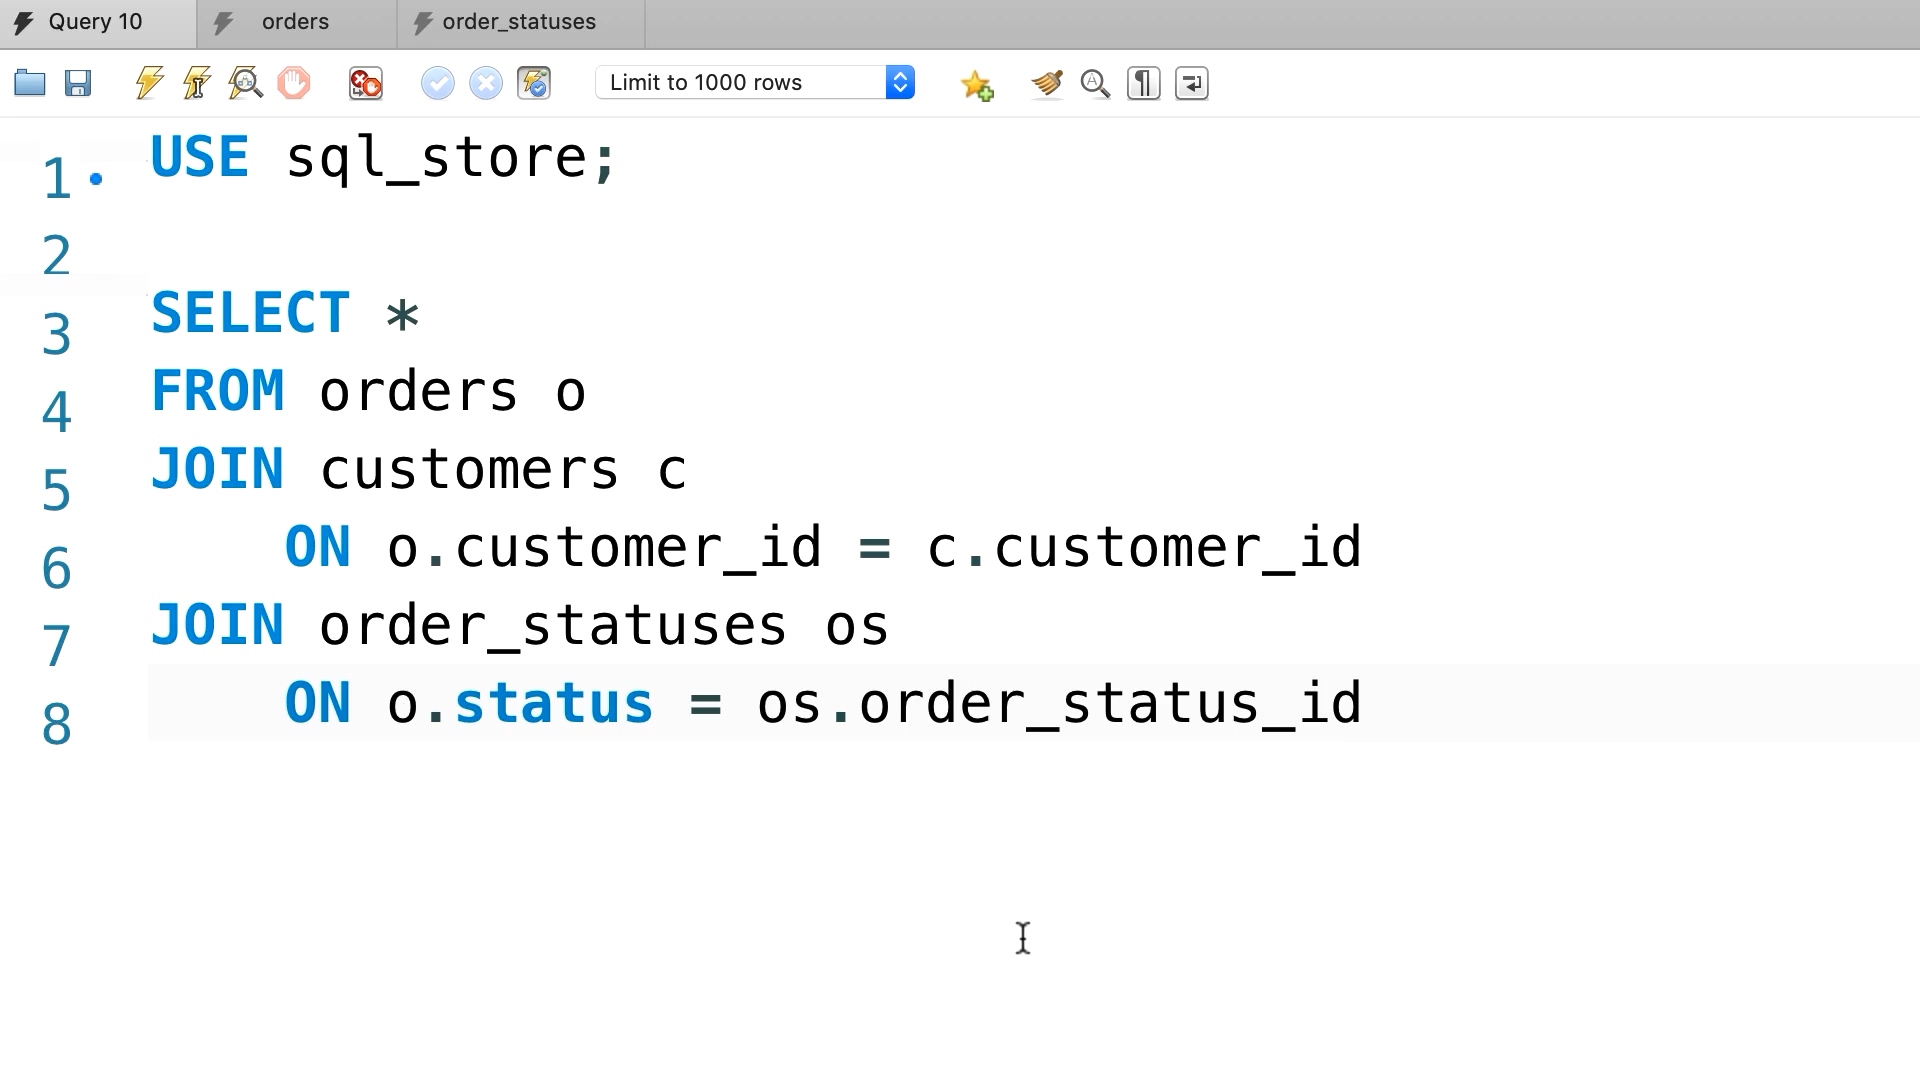 Query 10 orders order_statuses
Limit to 1000 rows
1 USE sql_store;
2
3 SELECT *
4 FROM orders o
5 JOIN customers c
6 ON o.customer_id = c.customer_id
7 JOIN order_statuses os
8 ON o.status = os.order_status_id